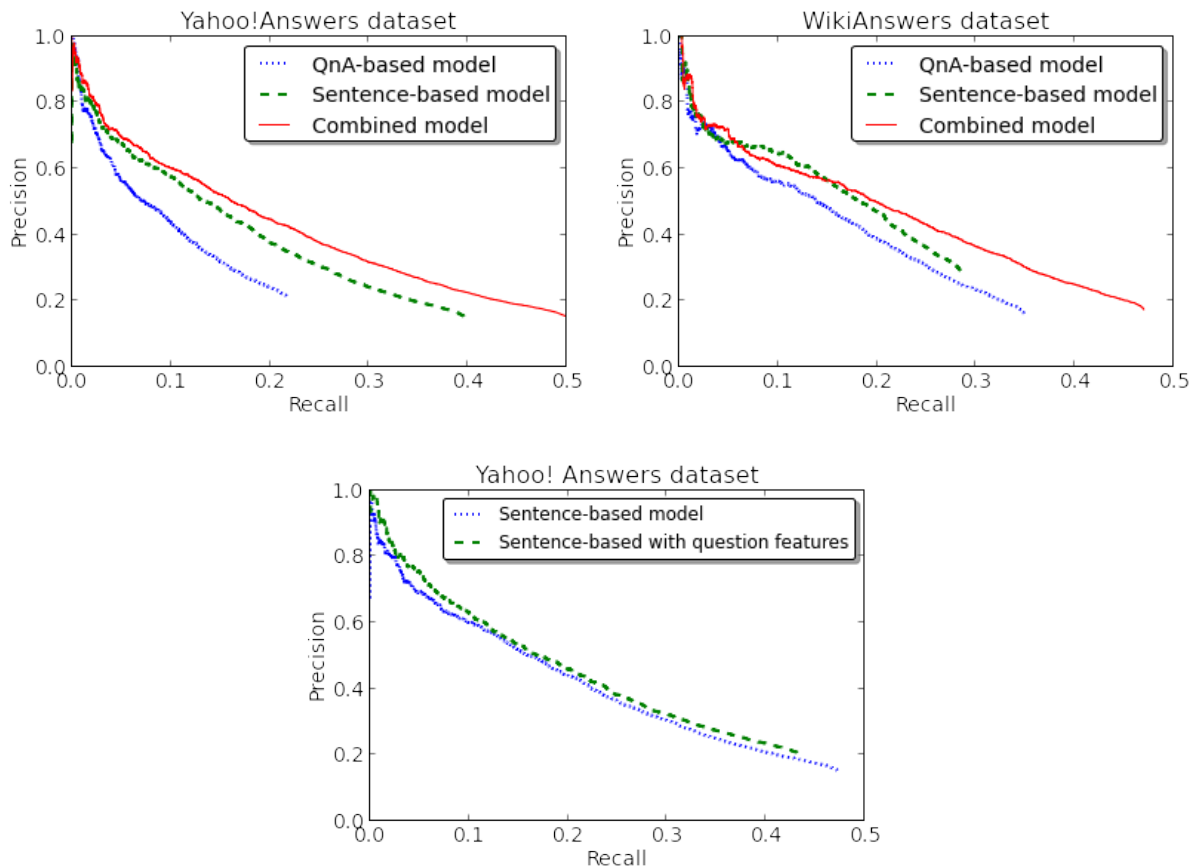 Yahoo!Answers dataset
1.0
0.8
0.6
0.4
0.2
0.0
Precision
QnA-based model
Sentence-based model
Combined model
0.0 0.1 0.2 0.3 0.4 0.5
Recall
WikiAnswers dataset
1.0
0.8
0.6
0.4
0.2
0.0
Precision
QnA-based model
Sentence-based model
Combined model
0.0 0.1 0.2 0.3 0.4 0.5
Recall
Yahoo! Answers dataset
1.0
0.8
0.6
0.4
0.2
0.0
Precision
Sentence-based model
Sentence-based with question features
0.0 0.1 0.2 0.3 0.4 0.5
Recall